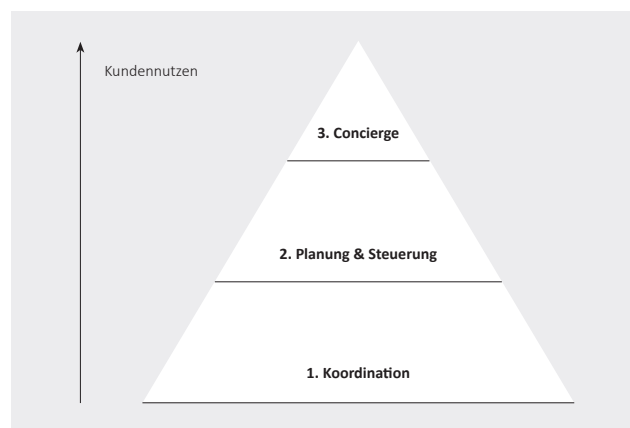 Kundennutzen
3. Concierge
2. Planung & Steuerung
1. Koordination